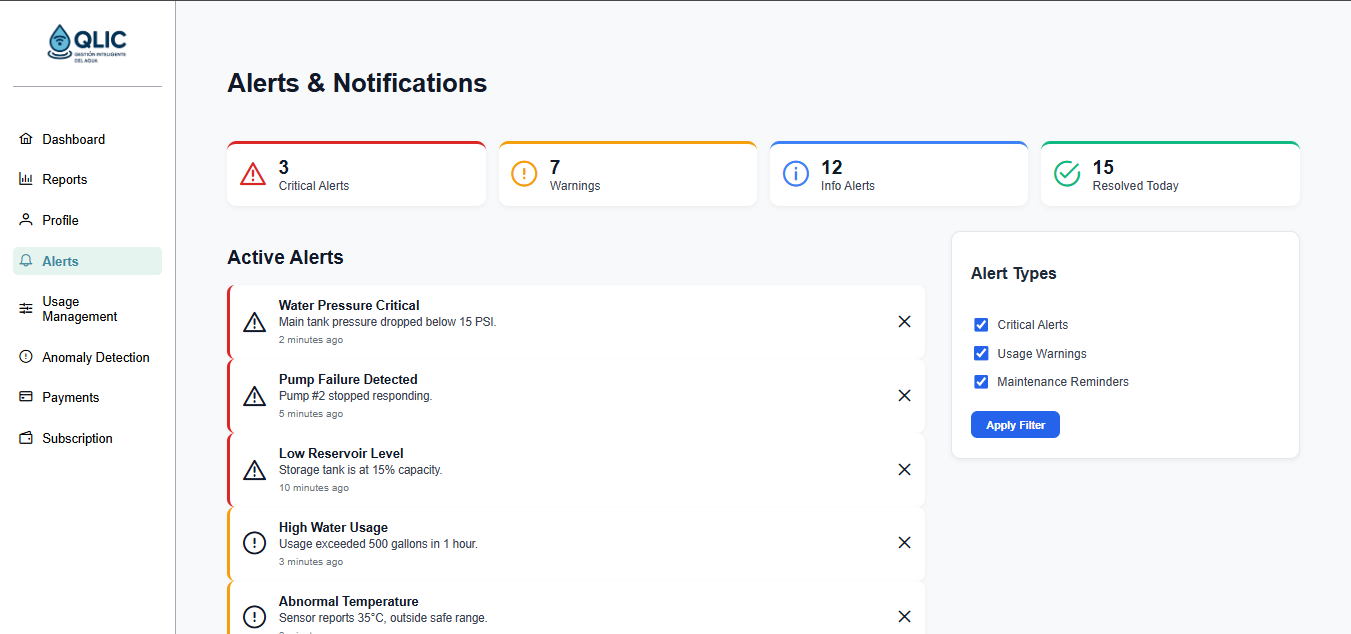 QLIC
GESTIÓN INTELIGENTE
DEL AGUA
Dashboard
Reports
Profile
Alerts
Usage
Management
Anomaly Detection
Payments
Subscription
Alerts & Notifications
3
Critical Alerts
7
Warnings
12
Info Alerts
15
Resolved Today
Active Alerts
Water Pressure Critical
Main tank pressure dropped below 15 PSI.
2 minutes ago
Pump Failure Detected
Pump #2 stopped responding.
5 minutes ago
Low Reservoir Level
Storage tank is at 15% capacity.
10 minutes ago
High Water Usage
Usage exceeded 500 gallons in 1 hour.
3 minutes ago
Abnormal Temperature
Sensor reports 35°C, outside safe range.
Alert Types
Critical Alerts
Usage Warnings
Maintenance Reminders
Apply Filter